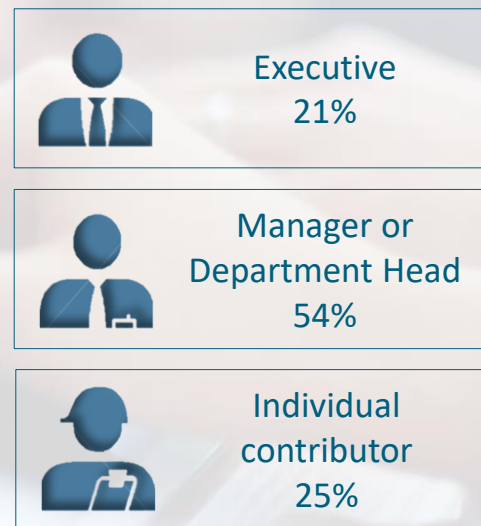 Executive
21%
Manager or
Department Head
54%
Individual
contributor
25%